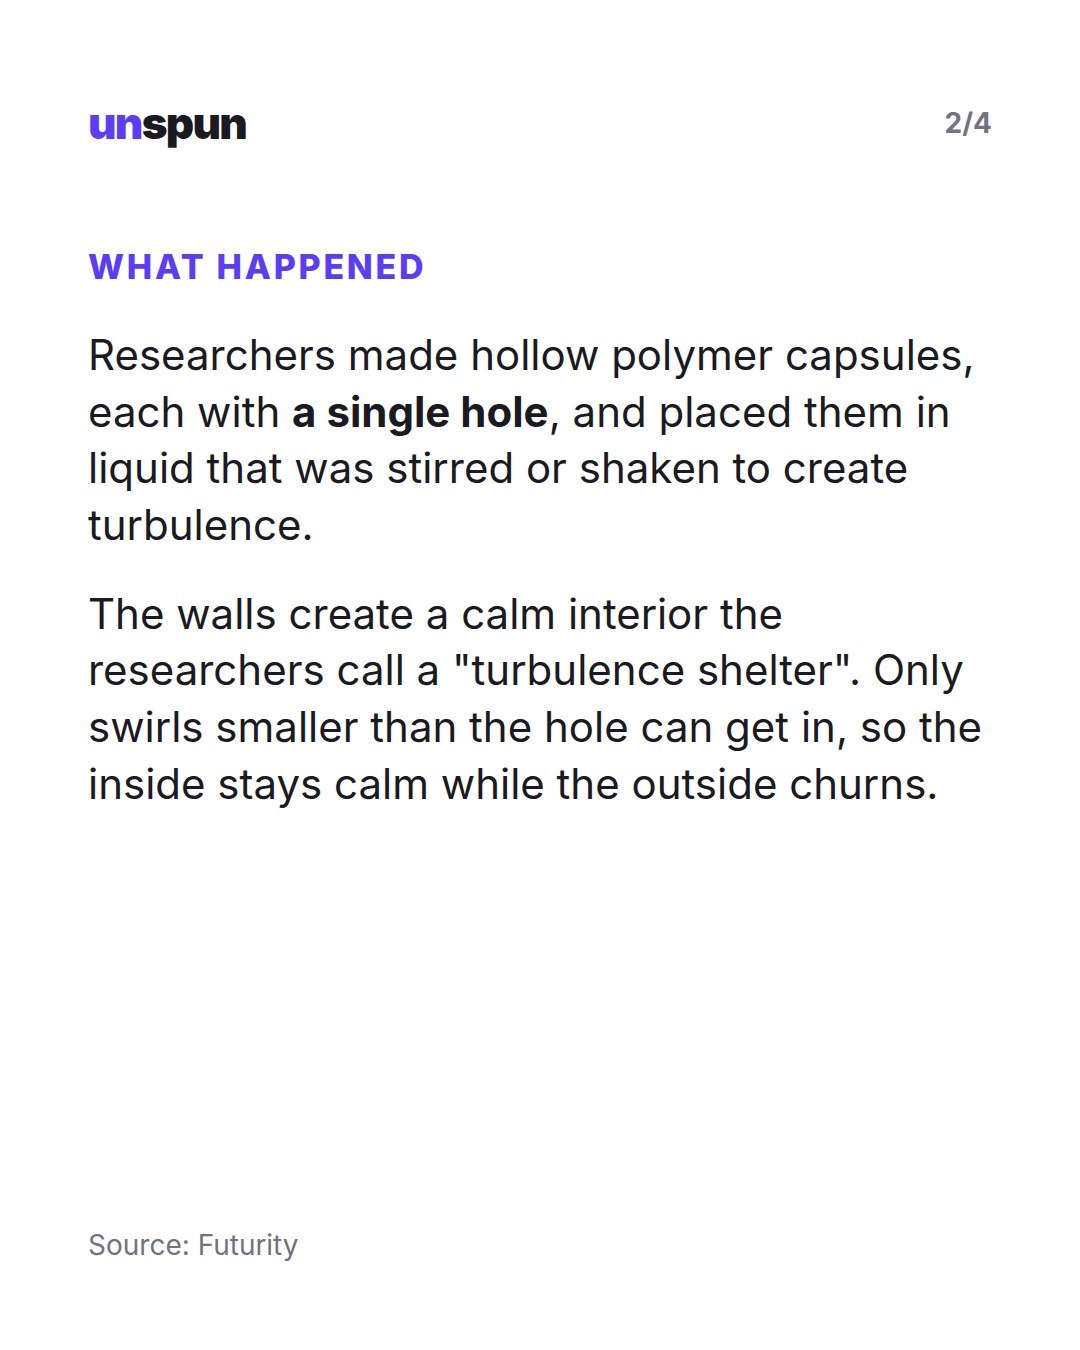 unspun
2/4
WHAT HAPPENED
Researchers made hollow polymer capsules,
each with a single hole, and placed them in
liquid that was stirred or shaken to create
turbulence.
The walls create a calm interior the
researchers call a "turbulence shelter". Only
swirls smaller than the hole can get in, so the
inside stays calm while the outside churns.
Source: Futurity